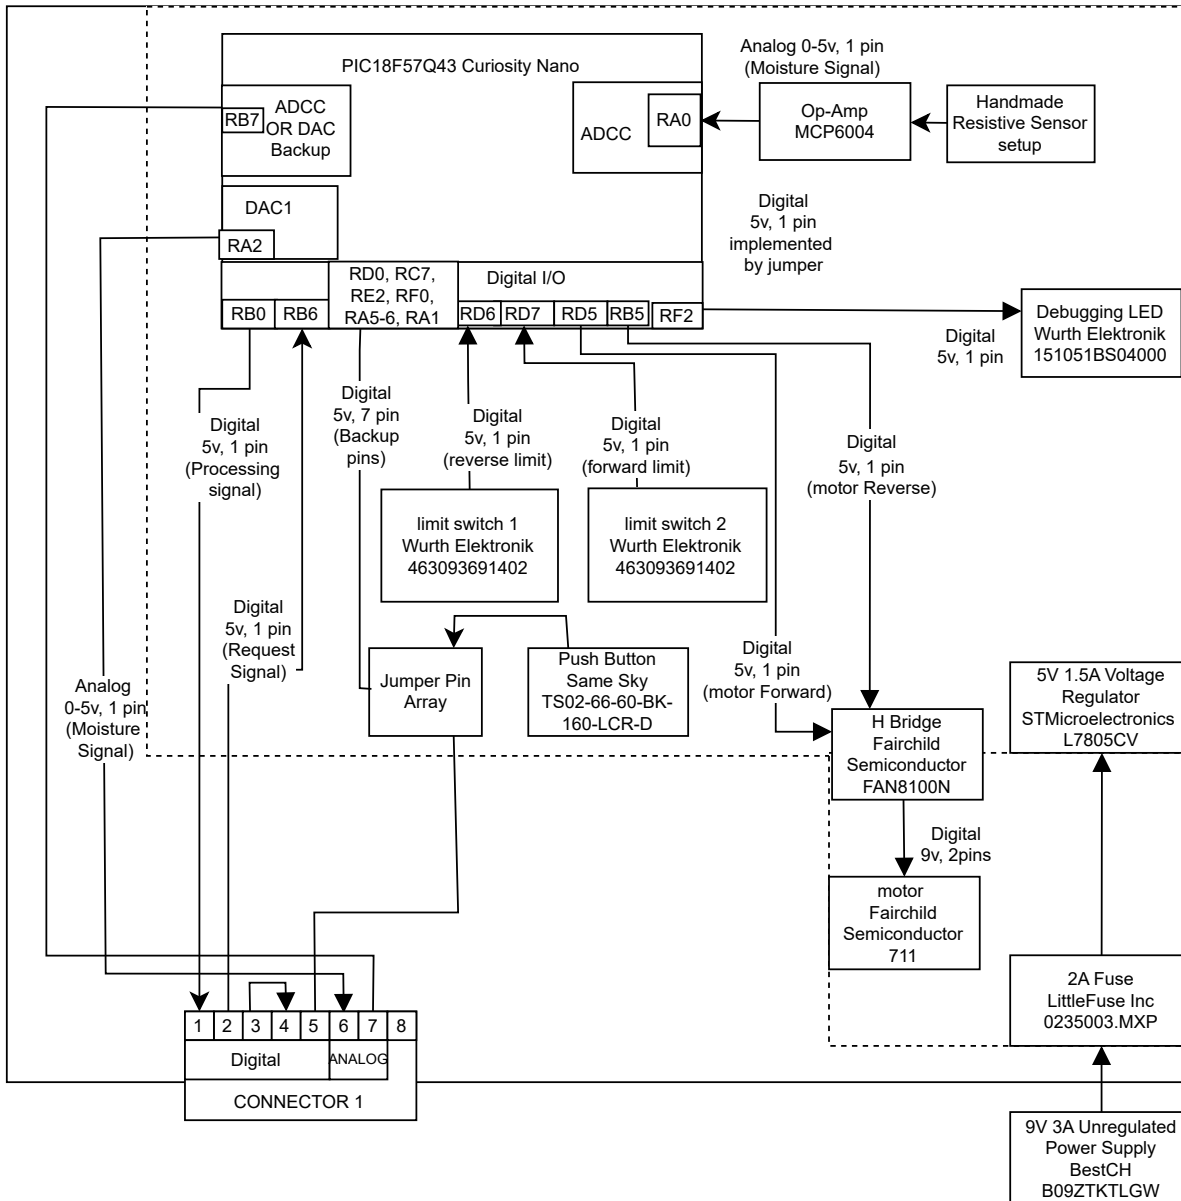 PIC18F57Q43 Curiosity Nano
RB7
ADCC
OR DAC
Backup
ADCC
RA0
Analog 0-5v, 1 pin
(Moisture Signal)
Op-Amp
MCP6004
Handmade
Resistive Sensor
setup
DAC1
RA2
Digital
5v, 1 pin
implemented
by jumper
RB0
RB6
RD0, RC7,
RE2, RF0,
RA5-6, RA1
Digital I/O
RD6
RD7
RD5
RB5
RF2
Digital
5v, 1 pin
Debugging LED
Wurth Elektronik
151051BS04000
Digital
5v, 1 pin
(Processing
signal)
Digital
5v, 7 pin
(Backup
pins)
Digital
5v, 1 pin
(reverse limit)
Digital
5v, 1 pin
(forward limit)
Digital
5v, 1 pin
(motor Reverse)
limit switch 1
Wurth Elektronik
463093691402
limit switch 2
Wurth Elektronik
463093691402
Digital
5v, 1 pin
(Request
Signal)
Analog
0-5v, 1 pin
(Moisture
Signal)
Jumper Pin
Array
Push Button
Same Sky
TS02-66-60-BK-
160-LCR-D
Digital
5v, 1 pin
(motor Forward)
H Bridge
Fairchild
Semiconductor
FAN8100N
5V 1.5A Voltage
Regulator
STMicroelectronics
L7805CV
Digital
9v, 2pins
motor
Fairchild
Semiconductor
711
2A Fuse
LittleFuse Inc
0235003.MXP
1 2 3 4 5 6 7 8
Digital
ANALOG
CONNECTOR 1
9V 3A Unregulated
Power Supply
BestCH
B09ZTKTLGW